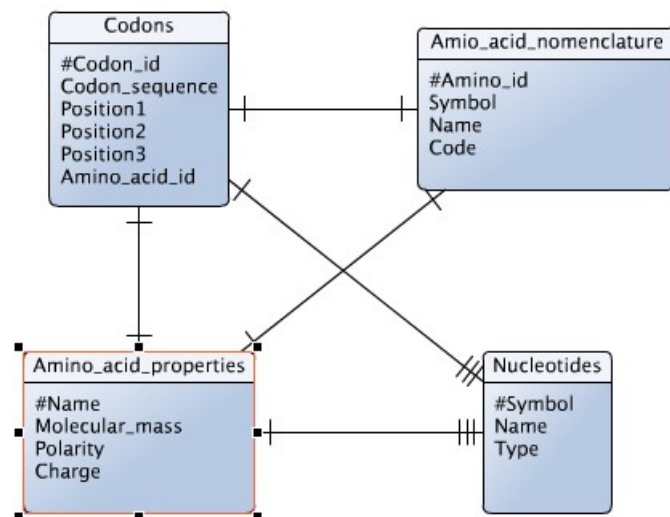 Codons
#Codon_id
Codon_sequence
Position1
Position2
Position3
Amino_acid_id
Amio_acid_nomenclature
#Amino_id
Symbol
Name
Code
Amino_acid_properties
#Name
Molecular_mass
Polarity
Charge
Nucleotides
#Symbol
Name
Type